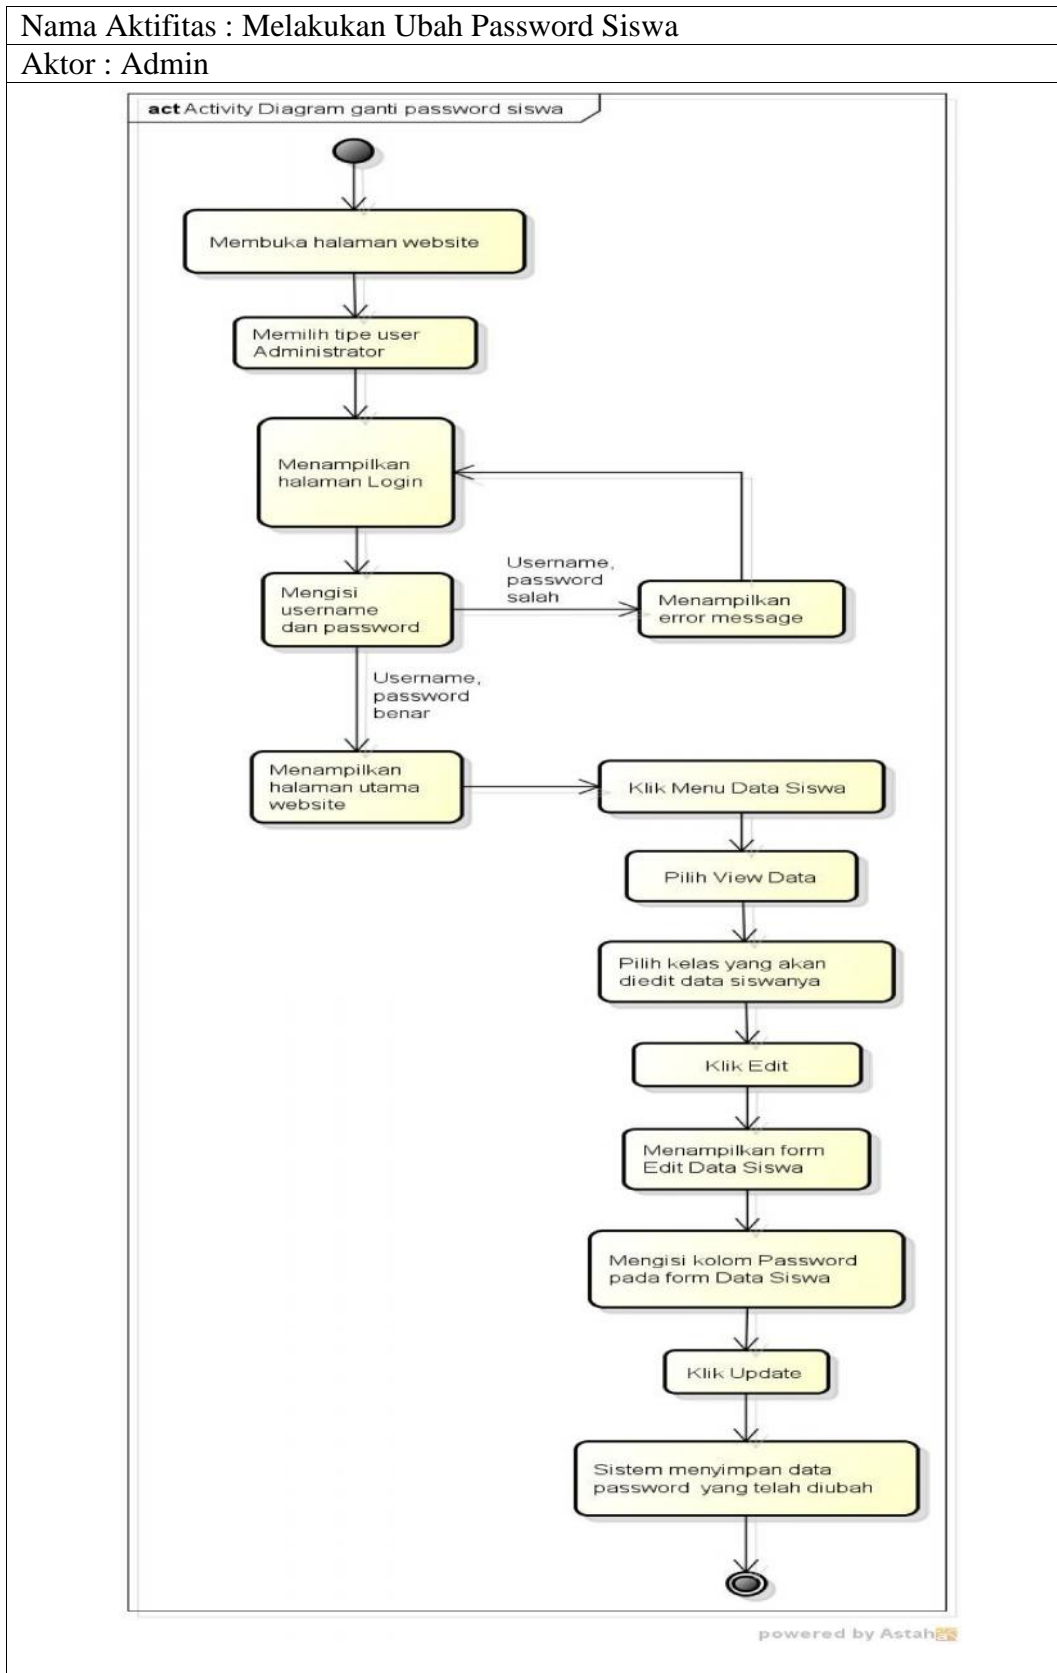 Nama Aktifitas : Melakukan Ubah Password Siswa
Aktor : Admin
act Activity Diagram ganti password siswa
Membuka halaman website
Memilih tipe user
Administrator
Menampilkan
halaman Login
Username,
password
salah
Mengisi
username
dan password
Menampilkan
error message
Username,
password
benar
Menampilkan
halaman utama
website
Klik Menu Data Siswa
Pilih View Data
Pilih kelas yang akan
diedit data siswanya
Klik Edit
Menampilkan form
Edit Data Siswa
Mengisi kolom Password
pada form Data Siswa
Klik Update
Sistem menyimpan data
password yang telah diubah
powered by Astah